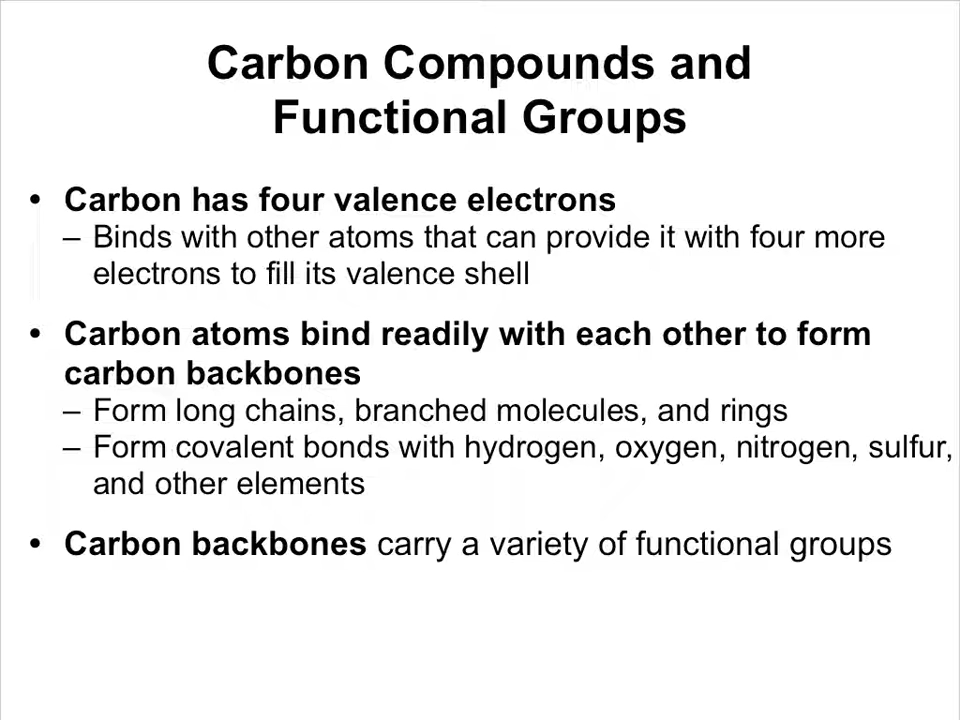 Carbon Compounds and
Functional Groups
• Carbon has four valence electrons
– Binds with other atoms that can provide it with four more
electrons to fill its valence shell
• Carbon atoms bind readily with each other to form
carbon backbones
– Form long chains, branched molecules, and rings
– Form covalent bonds with hydrogen, oxygen, nitrogen, sulfur,
and other elements
• Carbon backbones carry a variety of functional groups